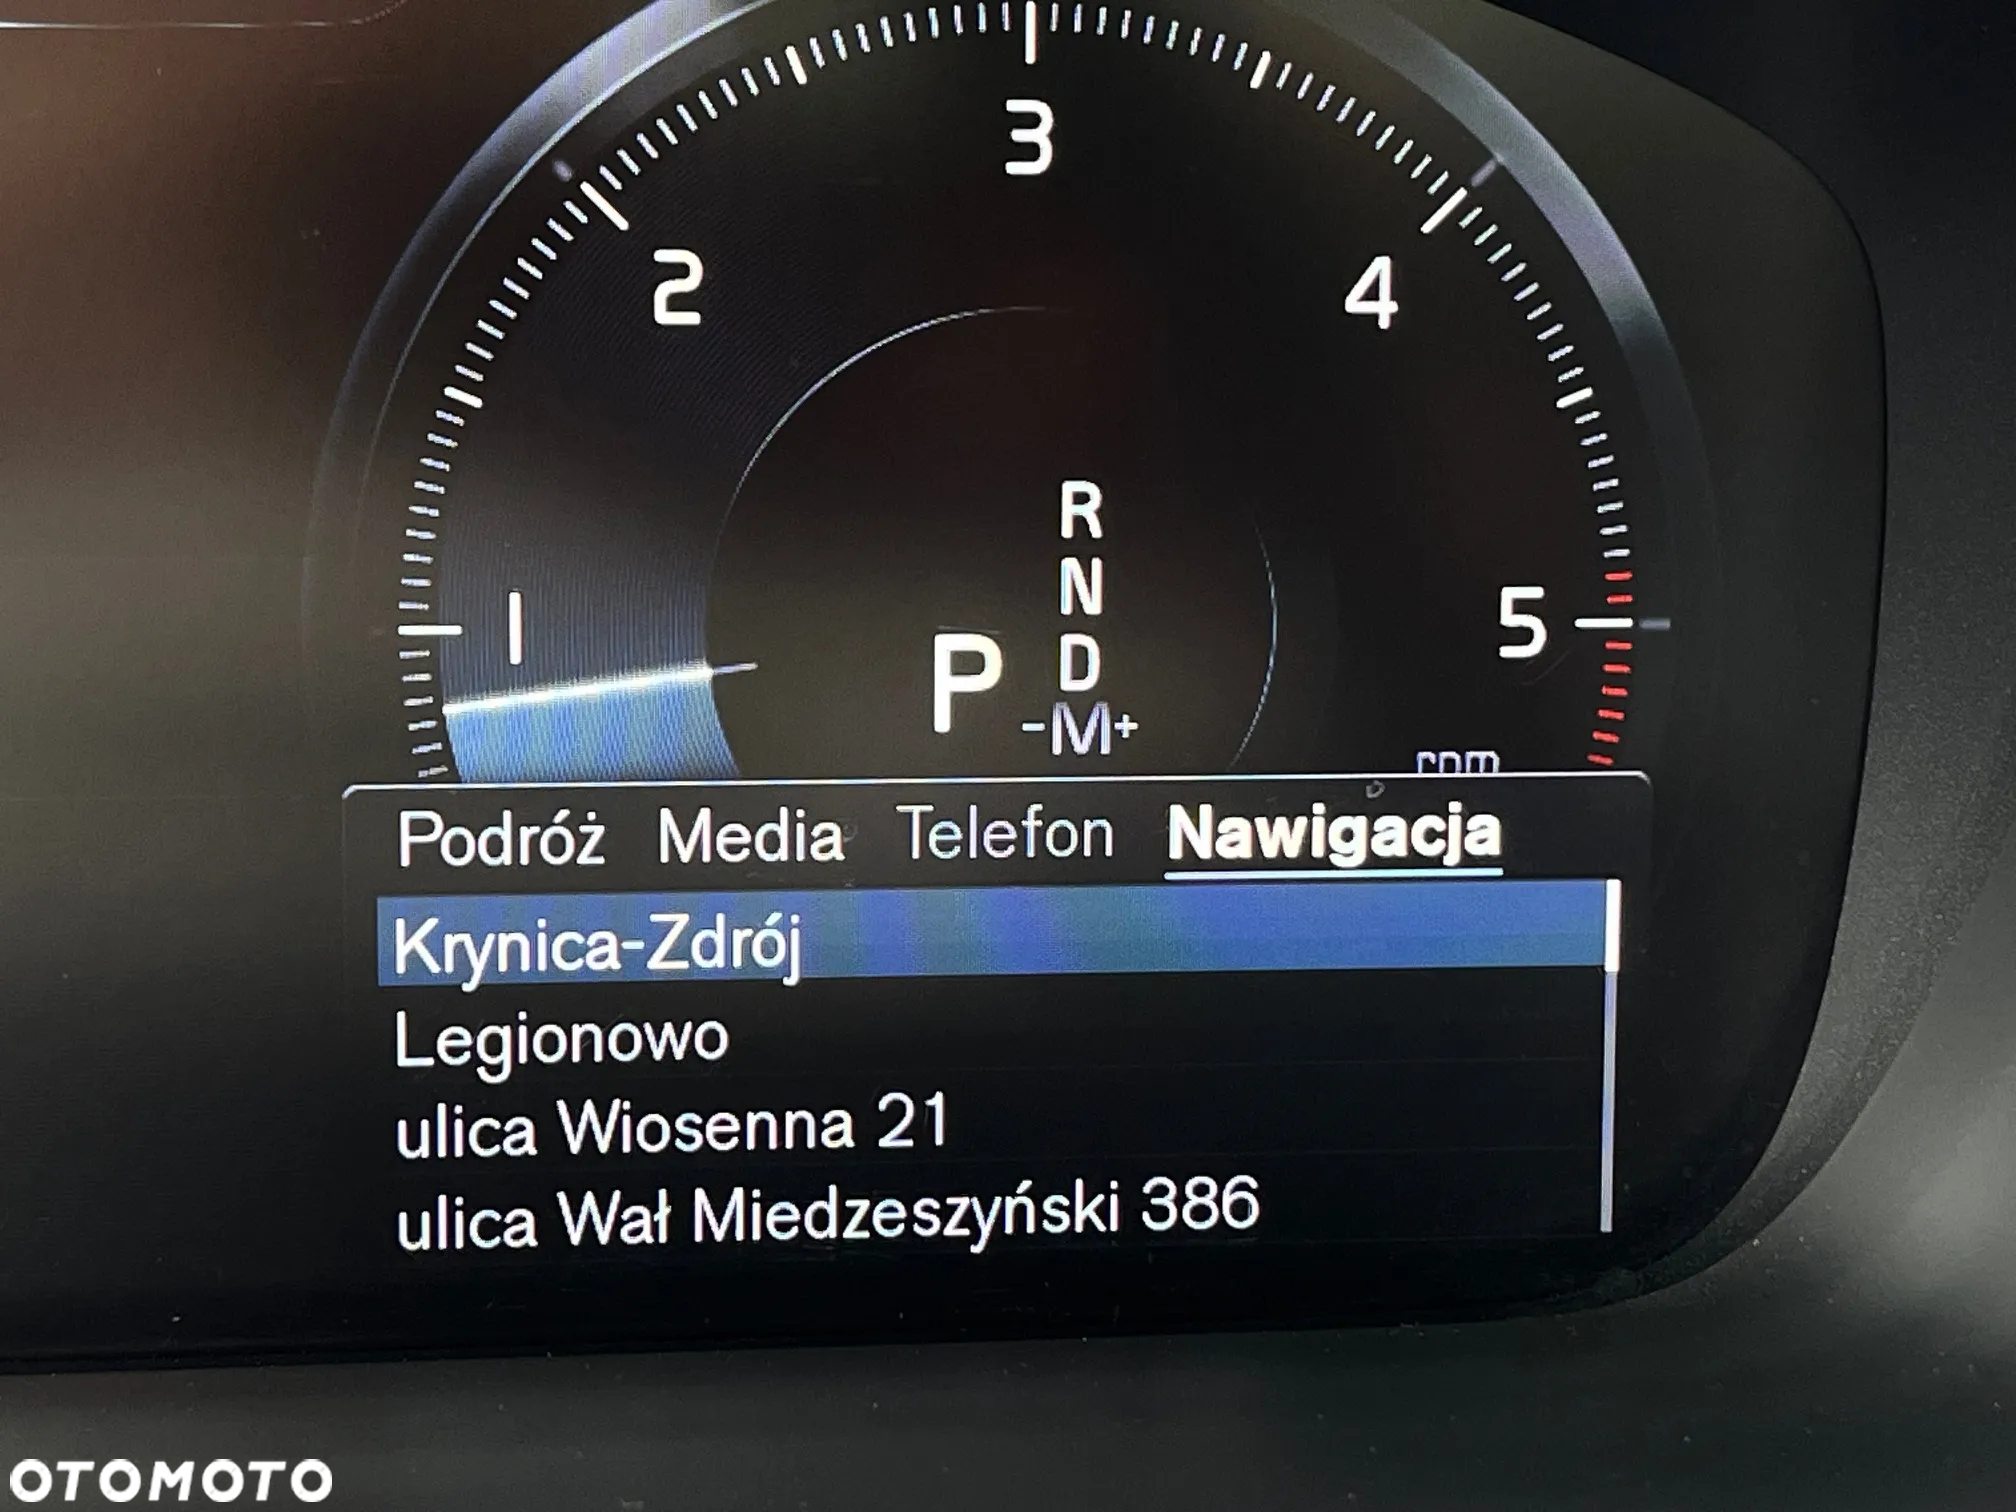 3
2
4
R
N
1
5
D
P
-M+
rpm
Podróż Media Telefon Nawigacja
Krynica-Zdrój
Legionowo
ulica Wiosenna 21
ulica Wał Miedzeszyński 386
OTOMOTO